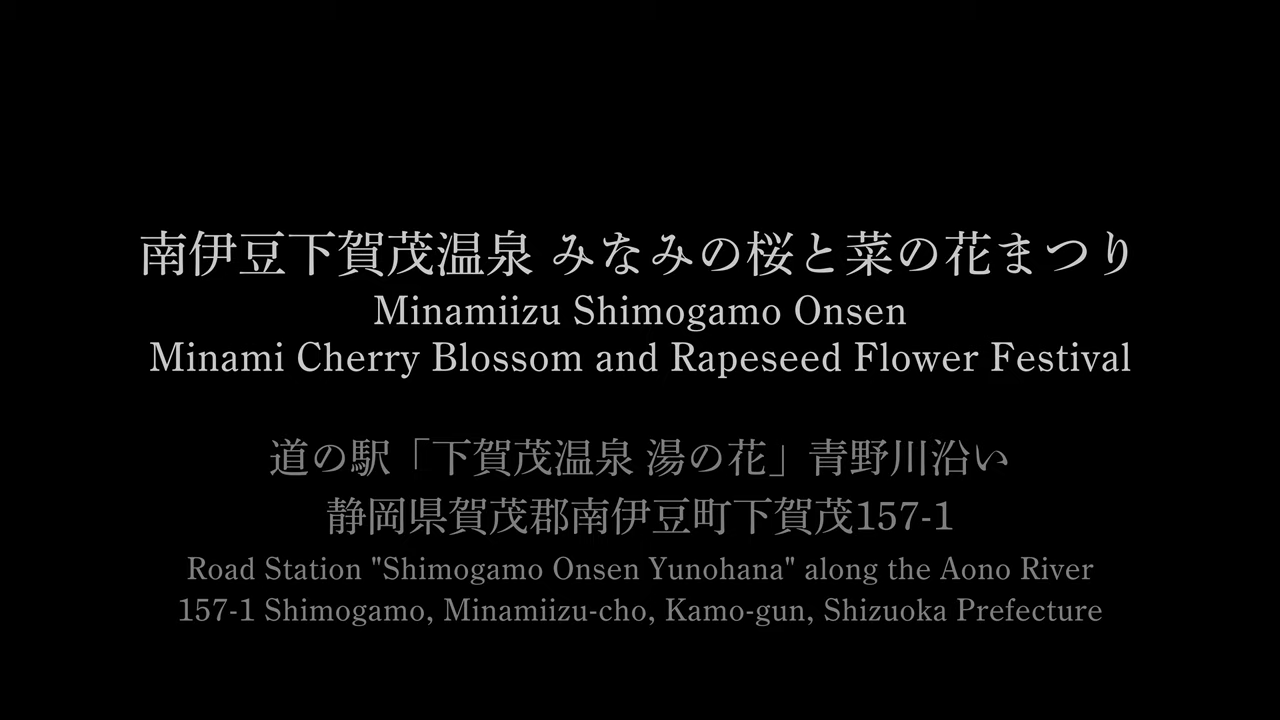 南伊豆下賀茂温泉 みなみの桜と菜の花まつり
Minamiizu Shimogamo Onsen
Minami Cherry Blossom and Rapeseed Flower Festival
道の駅「下賀茂温泉 湯の花」青野川沿い
静岡県賀茂郡南伊豆町下賀茂157-1
Road Station "Shimogamo Onsen Yunohana" along the Aono River
157-1 Shimogamo, Minamiizu-cho, Kamo-gun, Shizuoka Prefecture